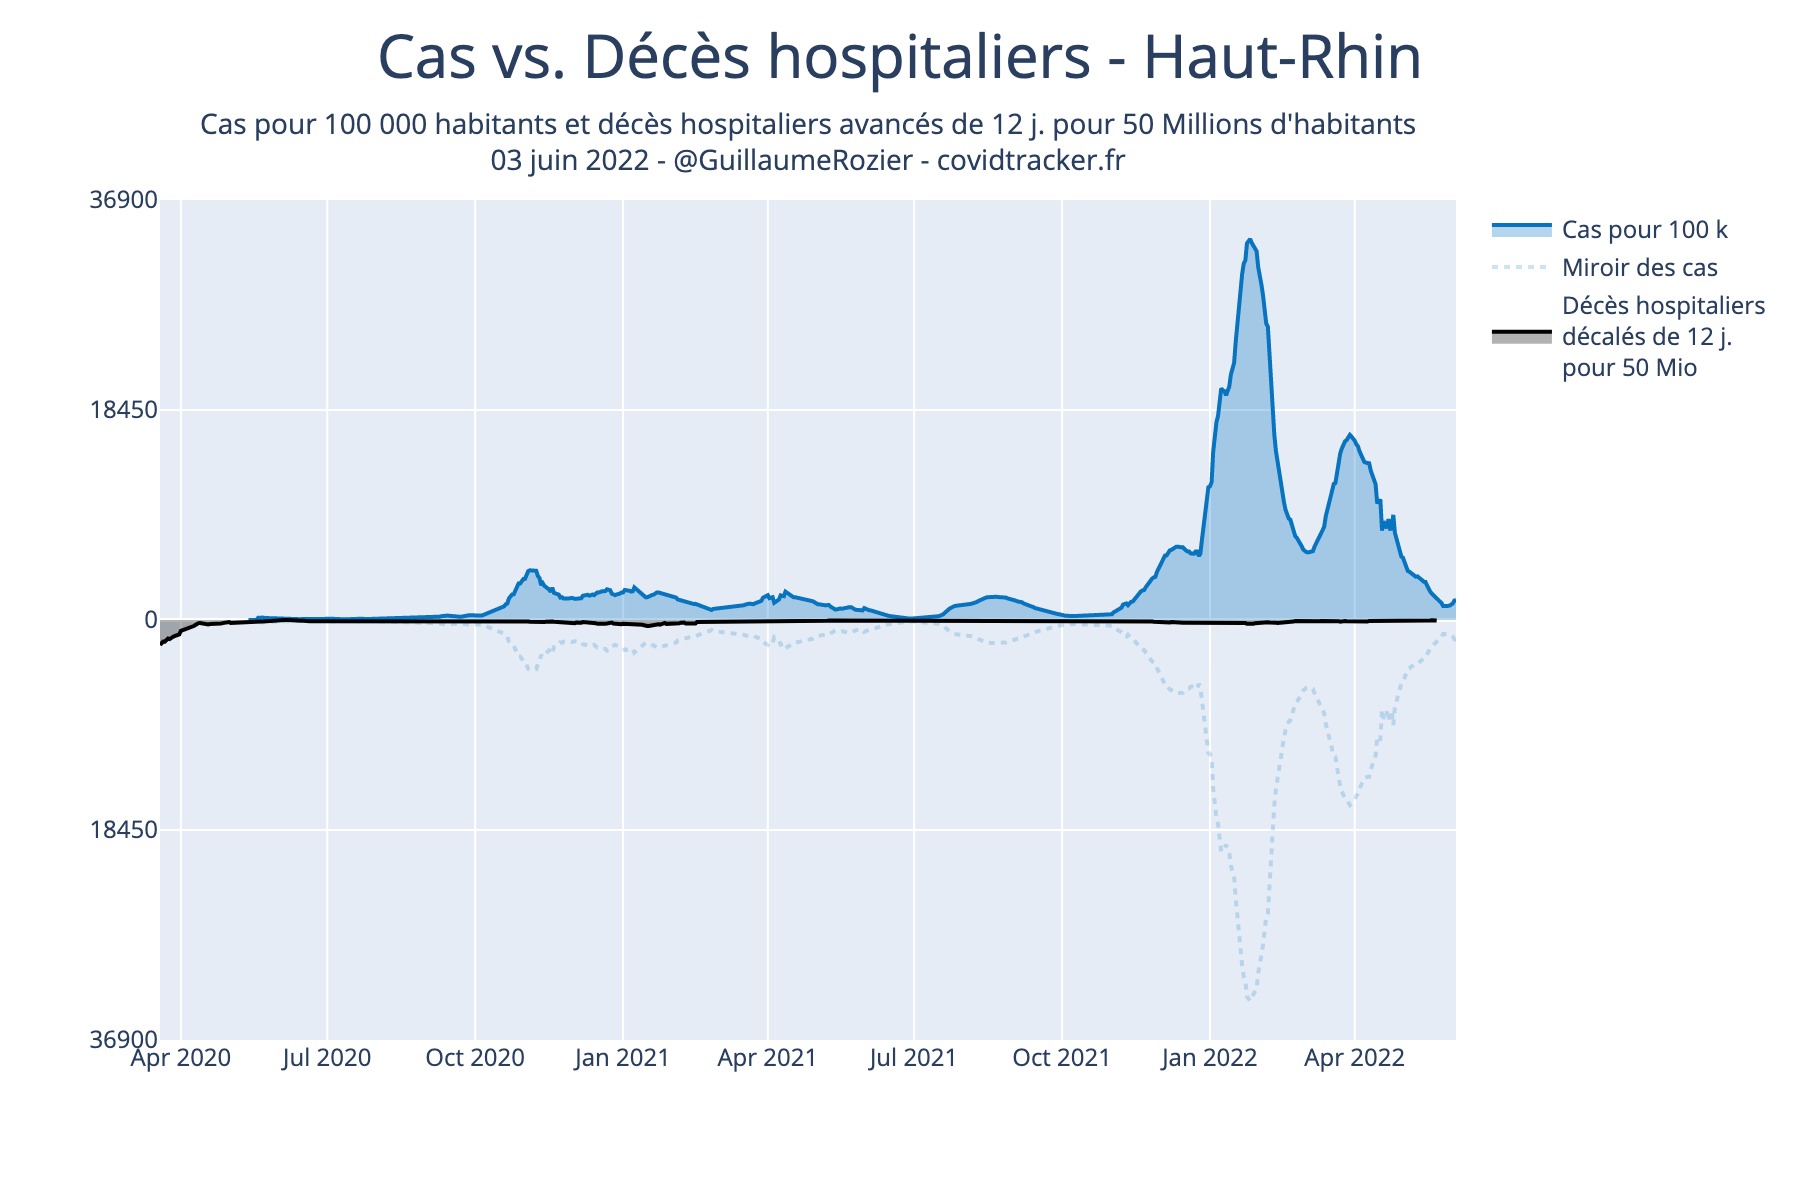 Cas vs. Décès hospitaliers - Haut-Rhin
Cas pour 100 000 habitants et décès hospitaliers avancés de 12 j. pour 50 Millions d'habitants
03 juin 2022 - @GuillaumeRozier - covidtracker.fr
36900
18450
0
18450
36900
Apr 2020
Jul 2020
Oct 2020
Jan 2021
Apr 2021
Jul 2021
Oct 2021
Jan 2022
Apr 2022
Cas pour 100 k
Miroir des cas
Décès hospitaliers
décalés de 12 j.
pour 50 Mio